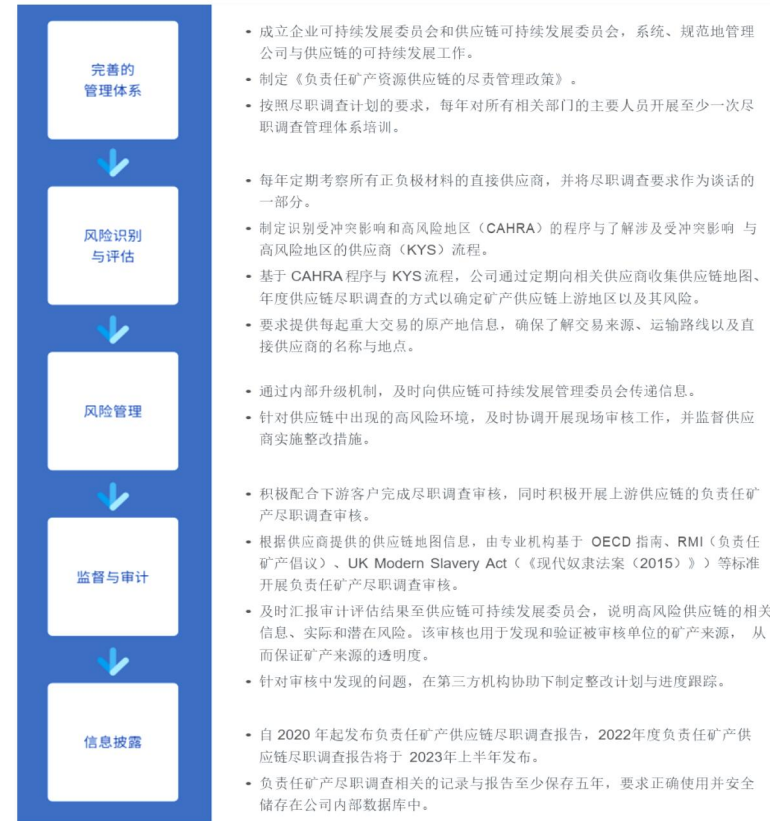 完善的
管理体系
• 成立企业可持续发展委员会和供应链可持续发展委员会，系统、规范地管理
公司与供应链的可持续发展工作。
• 制定《负责任矿产资源供应链的尽责管理政策》。
• 按照尽职调查计划的要求，每年对所有相关部门的主要人员开展至少一次尽
职调查管理体系培训。
风险识别
与评估
• 每年定期考察所有正负极材料的直接供应商，并将尽职调查要求作为谈话的
一部分。
• 制定识别受冲突影响和高风险地区（CAHRA）的程序与了解涉及受冲突影响 与
高风险地区的供应商（KYS）流程。
• 基于 CAHRA 程序与 KYS 流程，公司通过定期向相关供应商收集供应链地图、
年度供应链尽职调查的方式以确定矿产供应链上游地区以及其风险。
• 要求提供每起重大交易的原产地信息，确保了解交易来源、运输路线以及直
接供应商的名称与地点。
风险管理
• 通过内部升级机制，及时向供应链可持续发展管理委员会传递信息。
• 针对供应链中出现的高风险环境，及时协调开展现场审核工作，并监督供应
商实施整改措施。
监督与审计
• 积极配合下游客户完成尽职调查审核，同时积极开展上游供应链的负责任矿
产尽职调查审核。
• 根据供应商提供的供应链地图信息，由专业机构基于 OECD 指南、RMI（负责任
矿产倡议）、UK Modern Slavery Act（《现代奴隶法案（2015）》）等标准
开展负责任矿产尽职调查审核。
• 及时汇报审计评估结果至供应链可持续发展委员会，说明高风险供应链的相关
信息、实际和潜在风险。该审核也用于发现和验证被审核单位的矿产来源， 从
而保证矿产来源的透明度。
• 针对审核中发现的问题，在第三方机构协助下制定整改计划与进度跟踪。
信息披露
• 自 2020 年起发布负责任矿产供应链尽职调查报告，2022年度负责任矿产供
应链尽职调查报告将于 2023年上半年发布。
• 负责任矿产尽职调查相关的记录与报告至少保存五年，要求正确使用并安全
储存在公司内部数据库中。